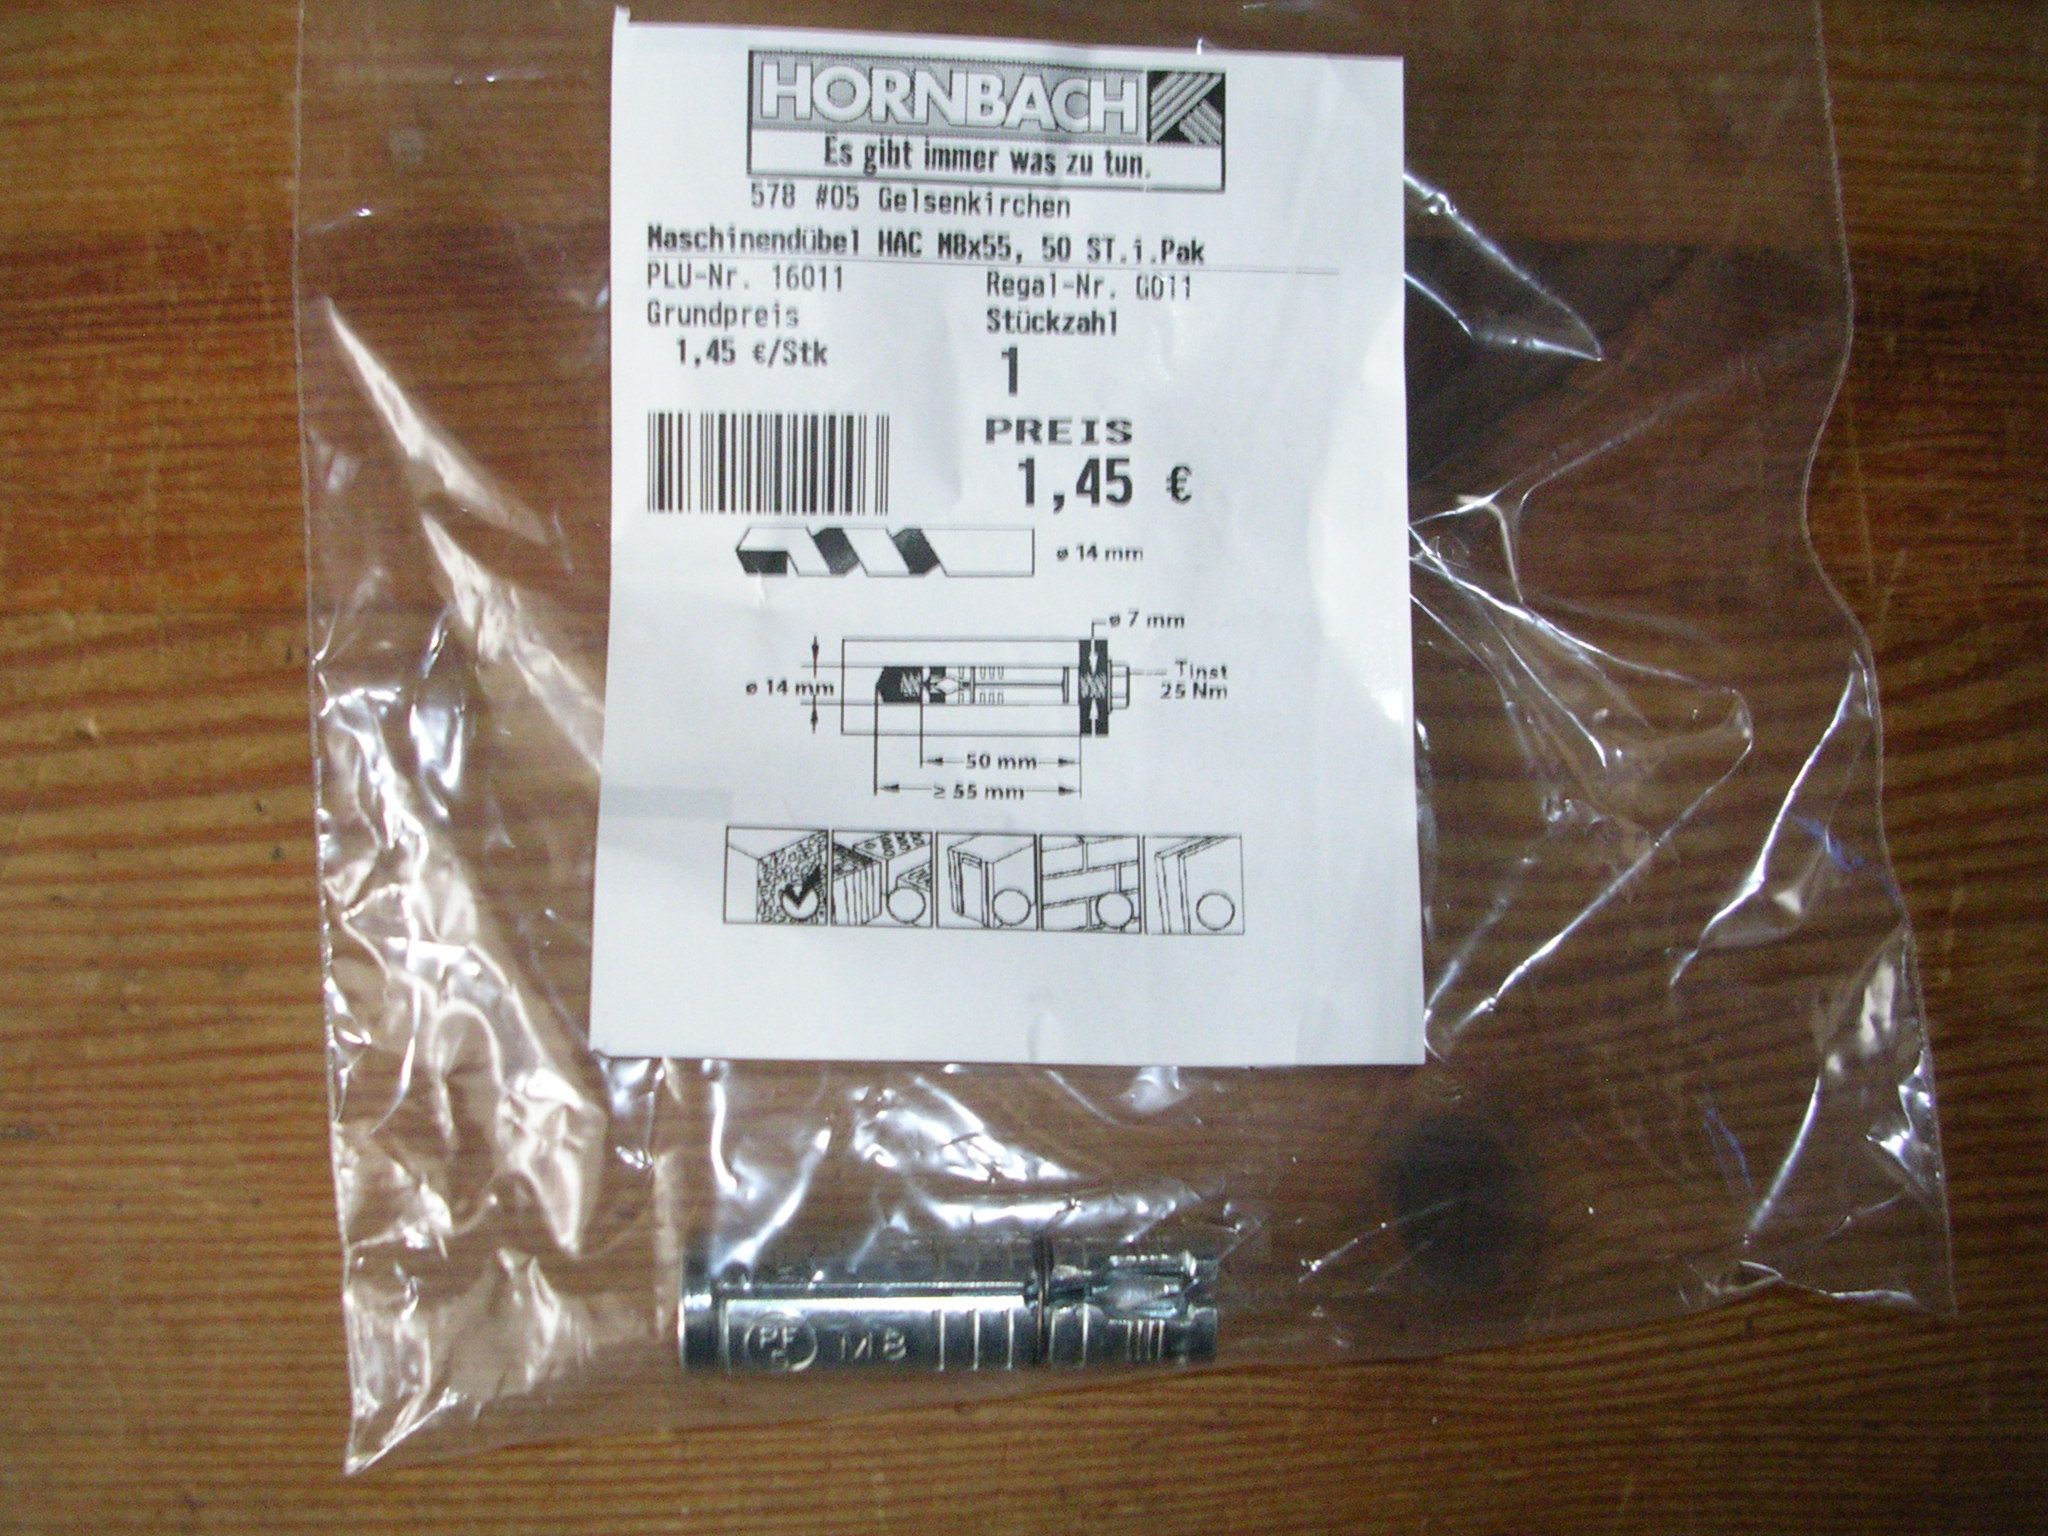 HORNBACH
Es gibt immer was zu tun.
578 #05 Gelsenkirchen
Maschinendübel HAC M8x55, 50 ST.i.Pak
PLU-Nr. 16011 Regal-Nr. G011
Grundpreis Stückzahl
1,45 €/Stk 1
PREIS
1,45 €
ø 14 mm
ø 7 mm
Tinst
ø 14 mm 25 Nm
50 mm
≥ 55 mm
M8